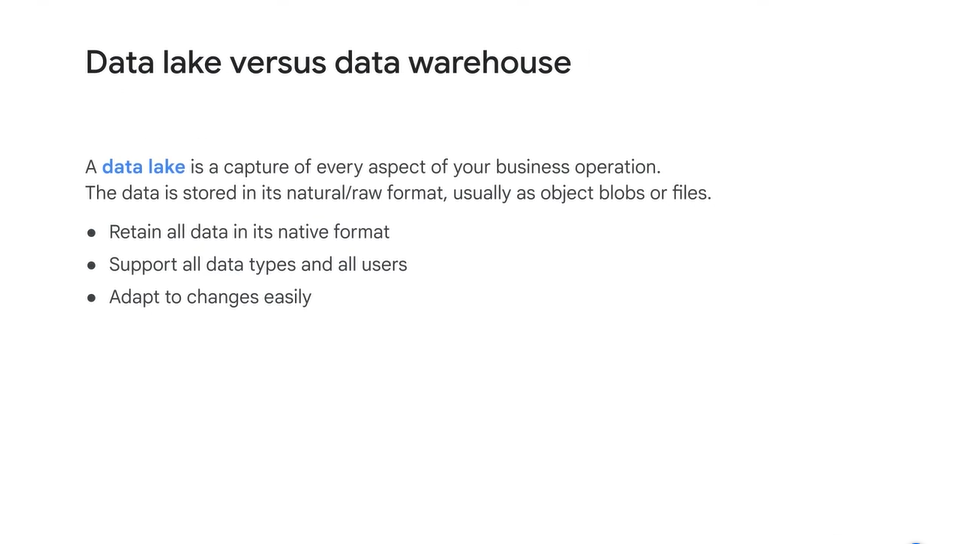 Data lake versus data warehouse
A data lake is a capture of every aspect of your business operation.
The data is stored in its natural/raw format, usually as object blobs or files.
● Retain all data in its native format
● Support all data types and all users
● Adapt to changes easily